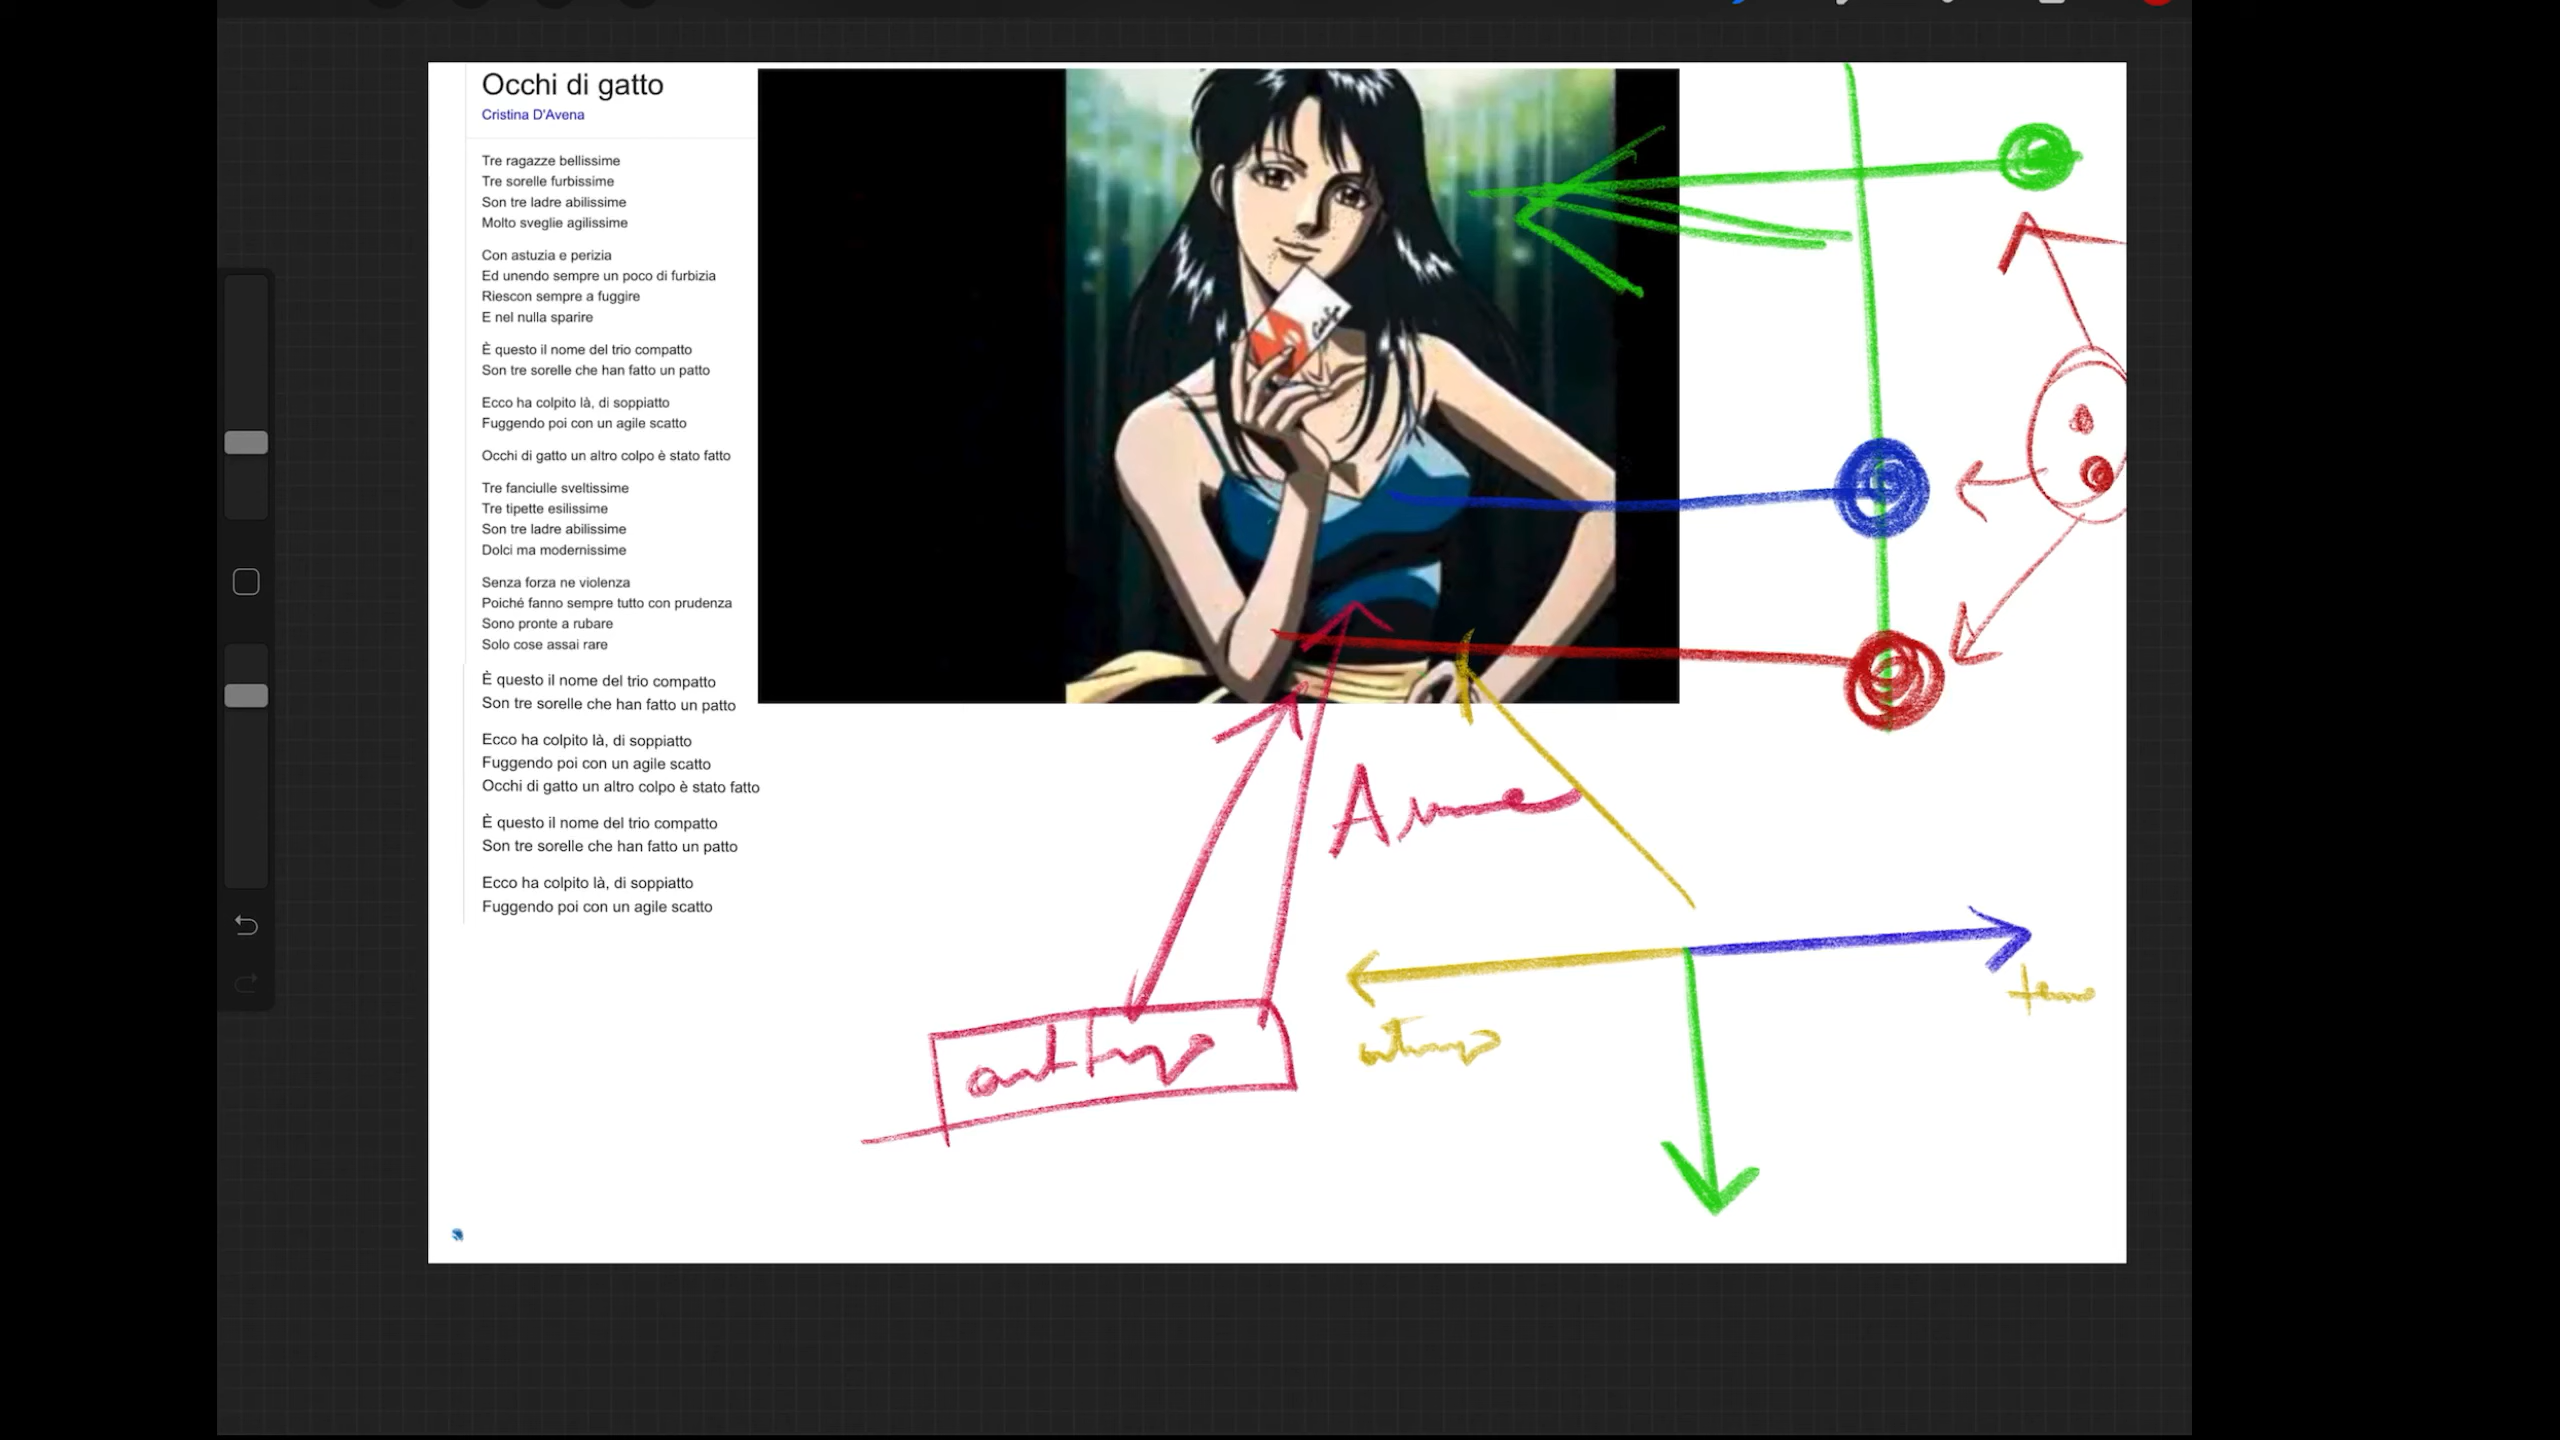 Occhi di gatto
Cristina D'Avena
Tre ragazze bellissime
Tre sorelle furbissime
Son tre ladre abilissime
Molto sveglie agilissime
Con astuzia e perizia
Ed unendo sempre un poco di furbizia
Riescon sempre a fuggire
E nel nulla sparire
È questo il nome del trio compatto
Son tre sorelle che han fatto un patto
Ecco ha colpito là, di soppiatto
Fuggendo poi con un agile scatto
Occhi di gatto un altro colpo è stato fatto
Tre fanciulle sveltissime
Tre tipette esilissime
Son tre ladre abilissime
Dolci ma modernissime
Senza forza ne violenza
Poiché fanno sempre tutto con prudenza
Sono pronte a rubare
Solo cose assai rare
È questo il nome del trio compatto
Son tre sorelle che han fatto un patto
Ecco ha colpito là, di soppiatto
Fuggendo poi con un agile scatto
Occhi di gatto un altro colpo è stato fatto
È questo il nome del trio compatto
Son tre sorelle che han fatto un patto
Ecco ha colpito là, di soppiatto
Fuggendo poi con un agile scatto